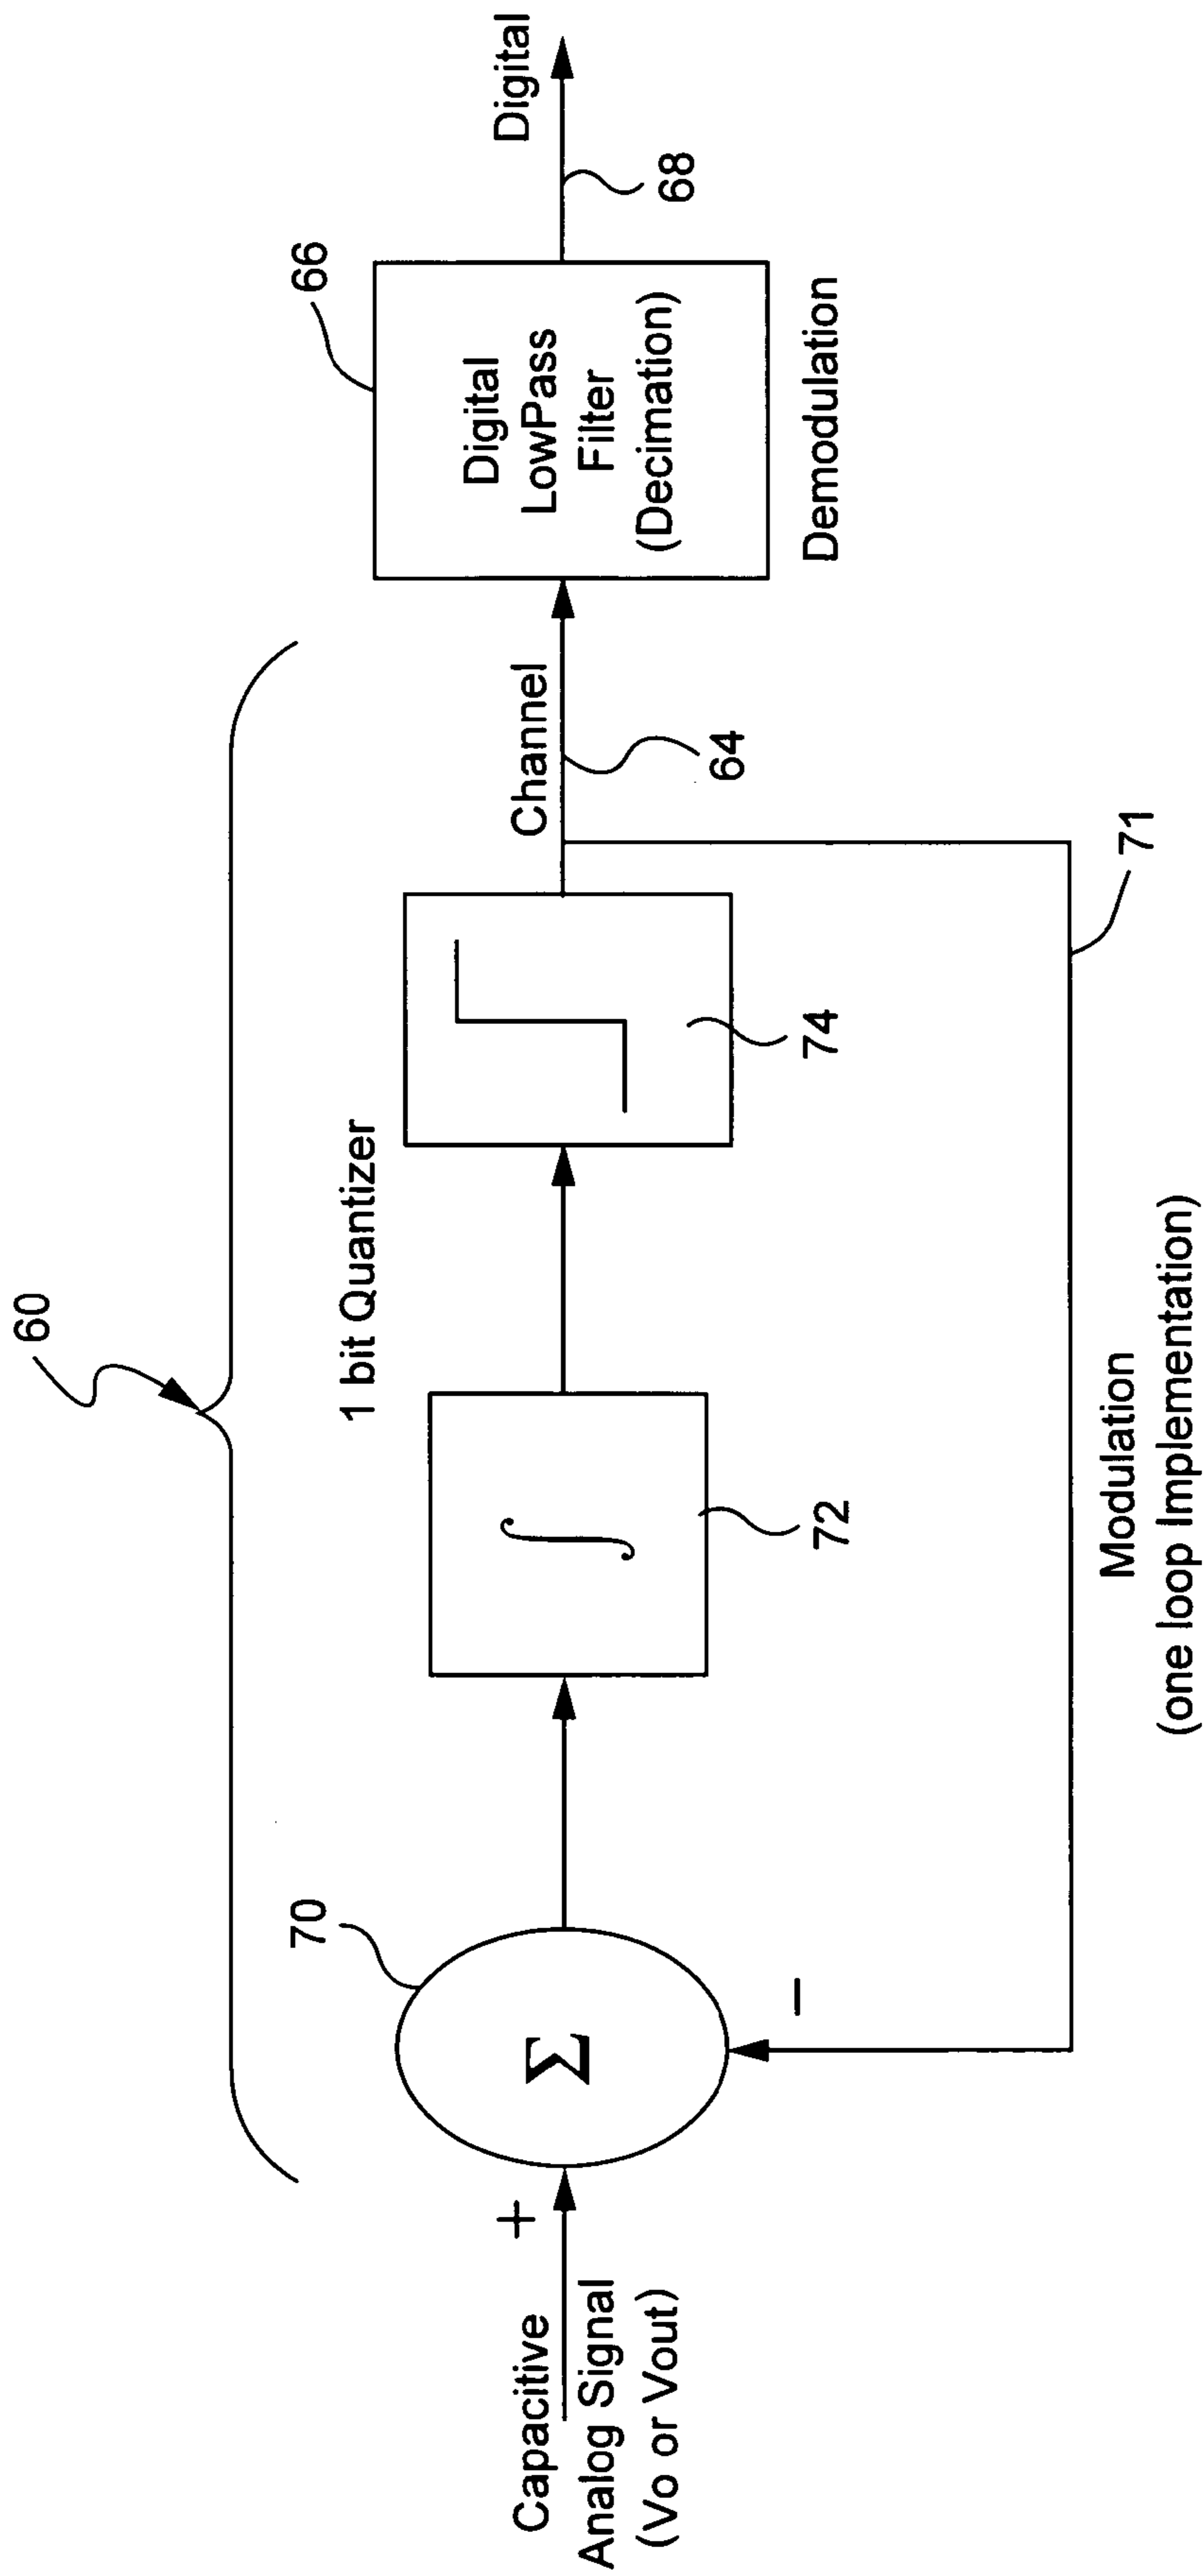 60
Capacitive
Analog Signal
(Vo or Vout)
+
70
Σ
−
∫
72
1 bit Quantizer
74
Channel
64
71
Modulation
(one loop Implementation)
66
Digital
LowPass
Filter
(Decimation)
Demodulation
Digital
68